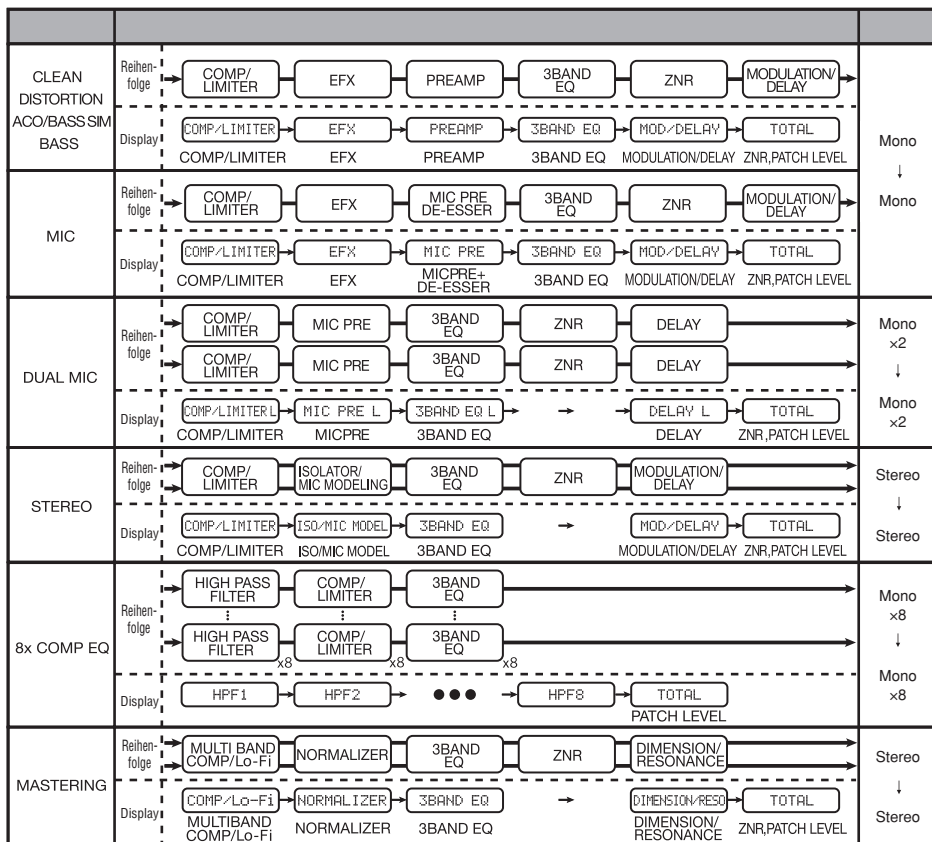 CLEAN
DISTORTION
ACO/BASS SIM
BASS
Reihen-
folge
COMP/
LIMITER
EFX
PREAMP
3BAND
EQ
ZNR
MODULATION/
DELAY
Display
COMP/LIMITER
EFX
PREAMP
3BAND EQ
MOD/DELAY
TOTAL
COMP/LIMITER
EFX
PREAMP
3BAND EQ
MODULATION/DELAY
ZNR,PATCH LEVEL
Mono
↓
Mono
MIC
Reihen-
folge
COMP/
LIMITER
EFX
MIC PRE
DE-ESSER
3BAND
EQ
ZNR
MODULATION/
DELAY
Display
COMP/LIMITER
EFX
MIC PRE
3BAND EQ
MOD/DELAY
TOTAL
COMP/LIMITER
EFX
MICPRE+
DE-ESSER
3BAND EQ
MODULATION/DELAY
ZNR,PATCH LEVEL
DUAL MIC
Reihen-
folge
COMP/
LIMITER
MIC PRE
3BAND
EQ
ZNR
DELAY
COMP/
LIMITER
MIC PRE
3BAND
EQ
ZNR
DELAY
Display
COMP/LIMITER L
MIC PRE L
3BAND EQ L
DELAY L
TOTAL
COMP/LIMITER
MICPRE
3BAND EQ
DELAY
ZNR,PATCH LEVEL
Mono
×2
↓
Mono
×2
STEREO
Reihen-
folge
COMP/
LIMITER
ISOLATOR/
MIC MODELING
3BAND
EQ
ZNR
MODULATION/
DELAY
Display
COMP/LIMITER
ISO/MIC MODEL
3BAND EQ
MOD/DELAY
TOTAL
COMP/LIMITER
ISO/MIC MODEL
3BAND EQ
MODULATION/DELAY
ZNR,PATCH LEVEL
Stereo
↓
Stereo
8x COMP EQ
Reihen-
folge
HIGH PASS
FILTER
COMP/
LIMITER
3BAND
EQ
HIGH PASS
FILTER
x8
COMP/
LIMITER
x8
3BAND
EQ
x8
Display
HPF1
HPF2
●●●
HPF8
TOTAL
PATCH LEVEL
Mono
×8
↓
Mono
×8
MASTERING
Reihen-
folge
MULTI BAND
COMP/Lo-Fi
NORMALIZER
3BAND
EQ
ZNR
DIMENSION/
RESONANCE
Display
COMP/Lo-Fi
NORMALIZER
3BAND EQ
DIMENSION/RESO
TOTAL
MULTIBAND
COMP/Lo-Fi
NORMALIZER
3BAND EQ
DIMENSION/
RESONANCE
ZNR,PATCH LEVEL
Stereo
↓
Stereo